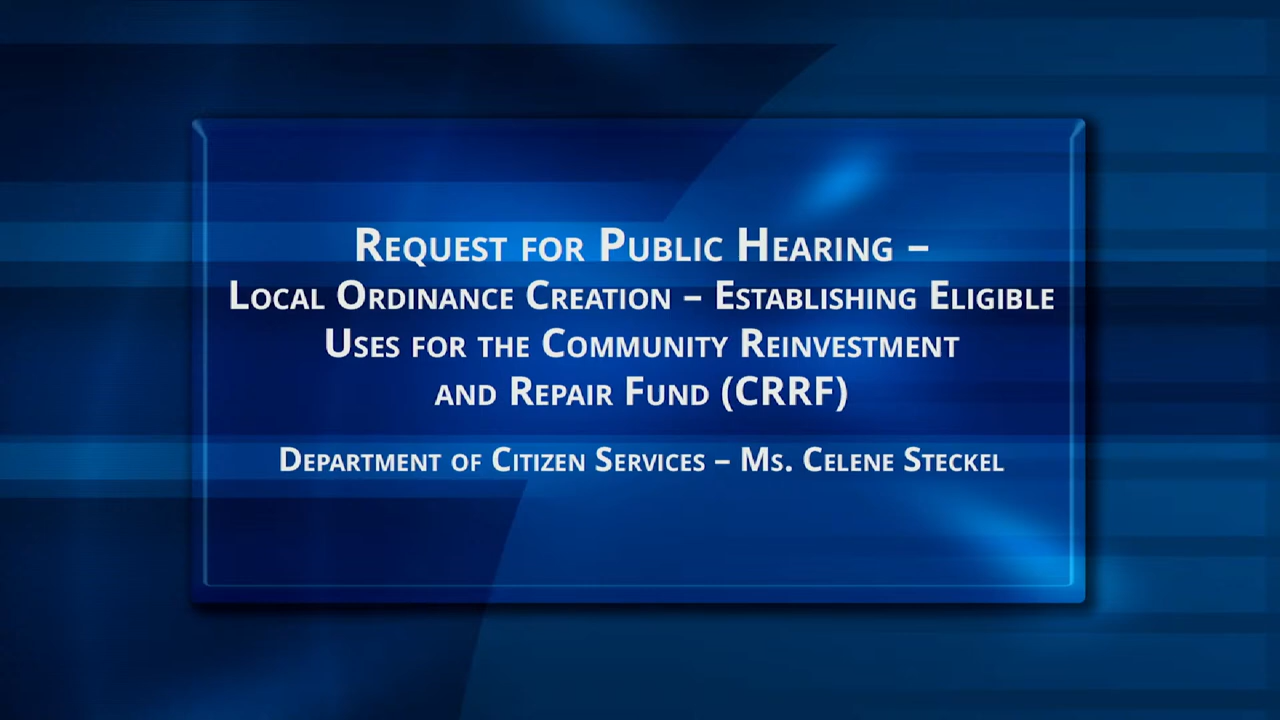 Request for Public Hearing –
Local Ordinance Creation – Establishing Eligible
Uses for the Community Reinvestment
and Repair Fund (CRRF)
Department of Citizen Services – Ms. Celene Steckel